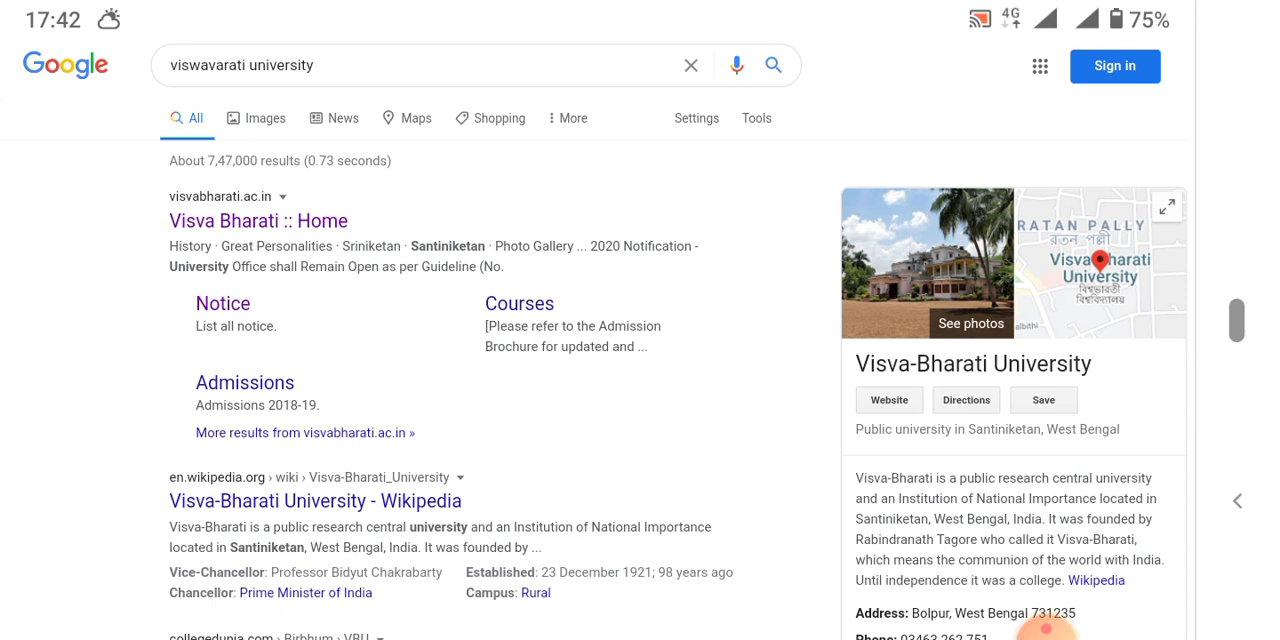 17:42
4G
75%
Google
viswavarati university
Sign in
All
Images
News
Maps
Shopping
More
Settings
Tools
About 7,47,000 results (0.73 seconds)
visvabharati.ac.in
Visva Bharati :: Home
History · Great Personalities · Sriniketan · Santiniketan · Photo Gallery ... 2020 Notification -
University Office shall Remain Open as per Guideline (No.
Notice
List all notice.
Courses
[Please refer to the Admission
Brochure for updated and ...
Admissions
Admissions 2018-19.
More results from visvabharati.ac.in »
en.wikipedia.org › wiki › Visva-Bharati_University
Visva-Bharati University - Wikipedia
Visva-Bharati is a public research central university and an Institution of National Importance
located in Santiniketan, West Bengal, India. It was founded by ...
Vice-Chancellor: Professor Bidyut Chakrabarty
Established: 23 December 1921; 98 years ago
Chancellor: Prime Minister of India
Campus: Rural
collegedunia.com › Birbhum › VBU
See photos
RATAN PALLY
রতন পল্লী
Visva Bharati
University
বিশ্বভারতী
বিশ্ববিদ্যালয়
albithi
Visva-Bharati University
Website
Directions
Save
Public university in Santiniketan, West Bengal
Visva-Bharati is a public research central university
and an Institution of National Importance located in
Santiniketan, West Bengal, India. It was founded by
Rabindranath Tagore who called it Visva-Bharati,
which means the communion of the world with India.
Until independence it was a college. Wikipedia
Address: Bolpur, West Bengal 731235
Phone: 03463 262 751